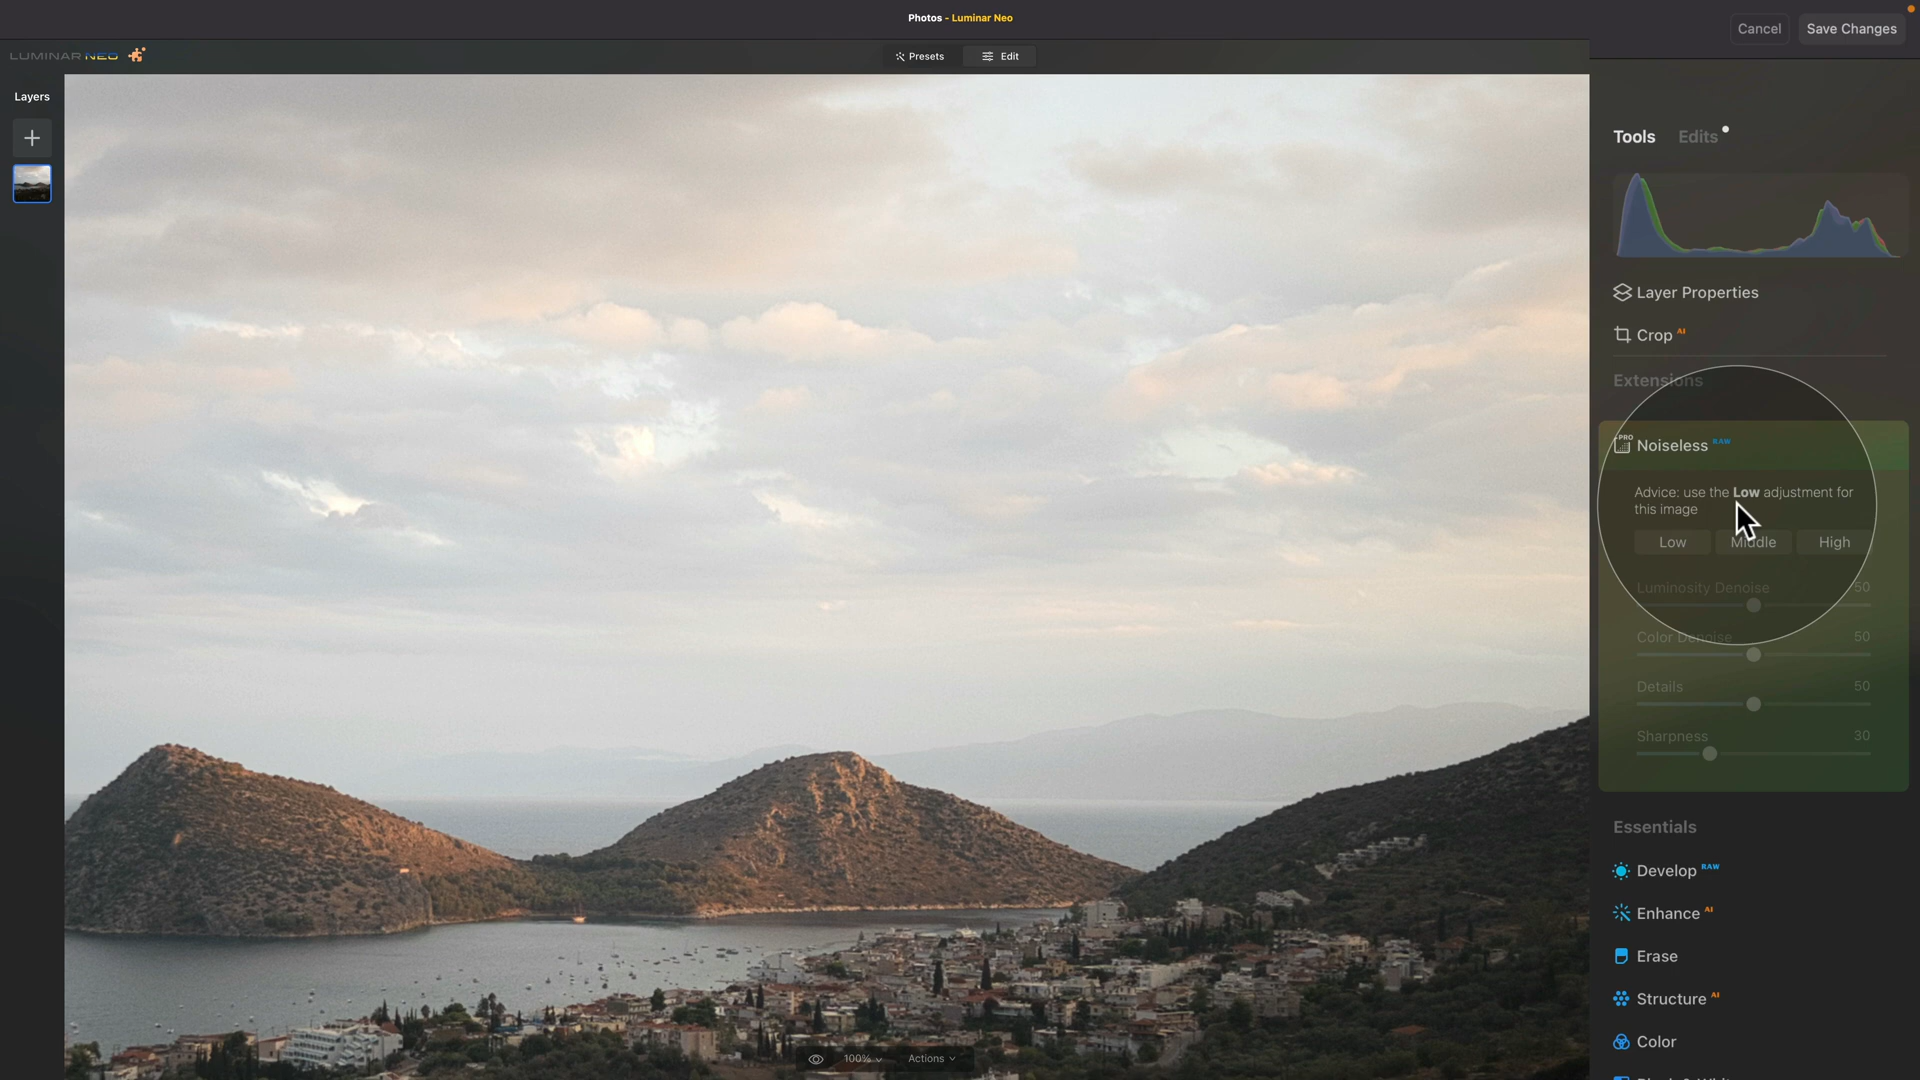 Photos - Luminar Neo
Cancel
Save Changes
LUMINAR NEO
Presets
Edit
Layers
Tools
Edits
Layer Properties
Crop AI
Extensions
PRO
Noiseless RAW
Advice: use the Low adjustment for
this image
Low
Middle
High
Luminosity Denoise 50
Color Denoise 50
Details 50
Sharpness 30
Essentials
Develop RAW
Enhance AI
Erase
Structure AI
Color
100%
Actions